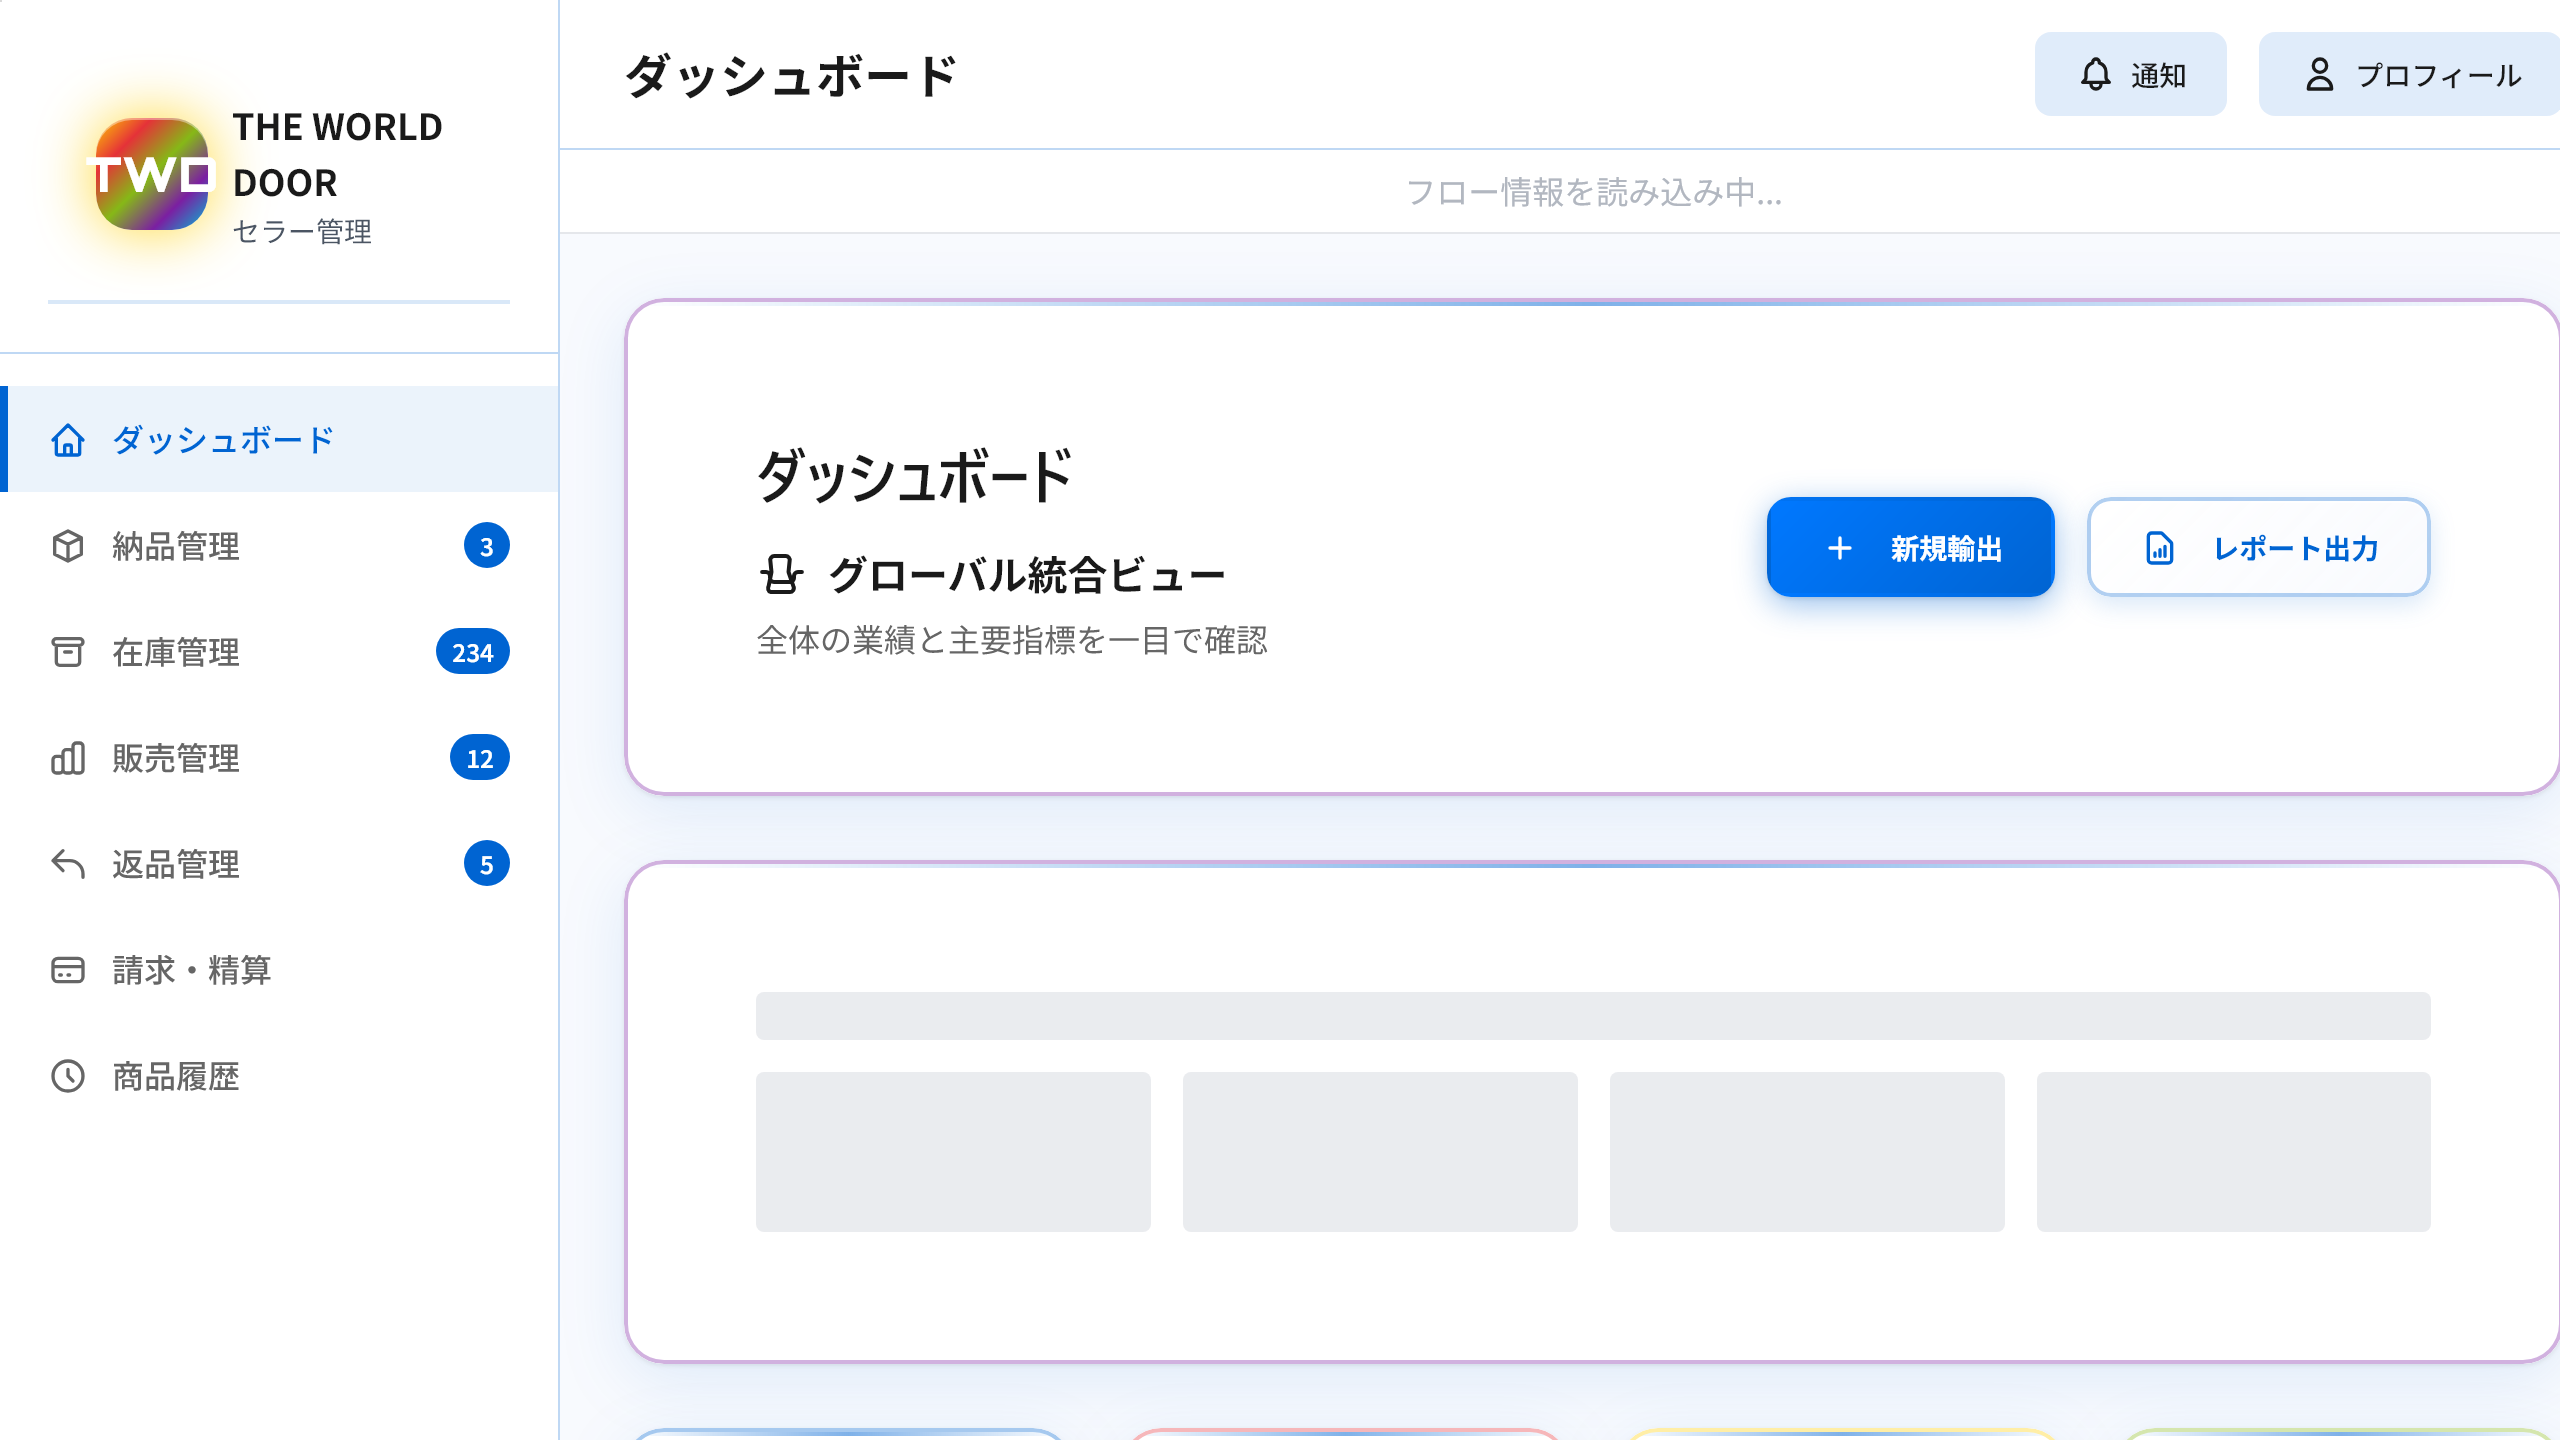 TWD
THE WORLD
DOOR
セラー管理
ダッシュボード
納品管理 3
在庫管理 234
販売管理 12
返品管理 5
請求・精算
商品履歴
ダッシュボード
通知
プロフィール
フロー情報を読み込み中...
ダッシュボード
グローバル統合ビュー
全体の業績と主要指標を一目で確認
新規輸出
レポート出力